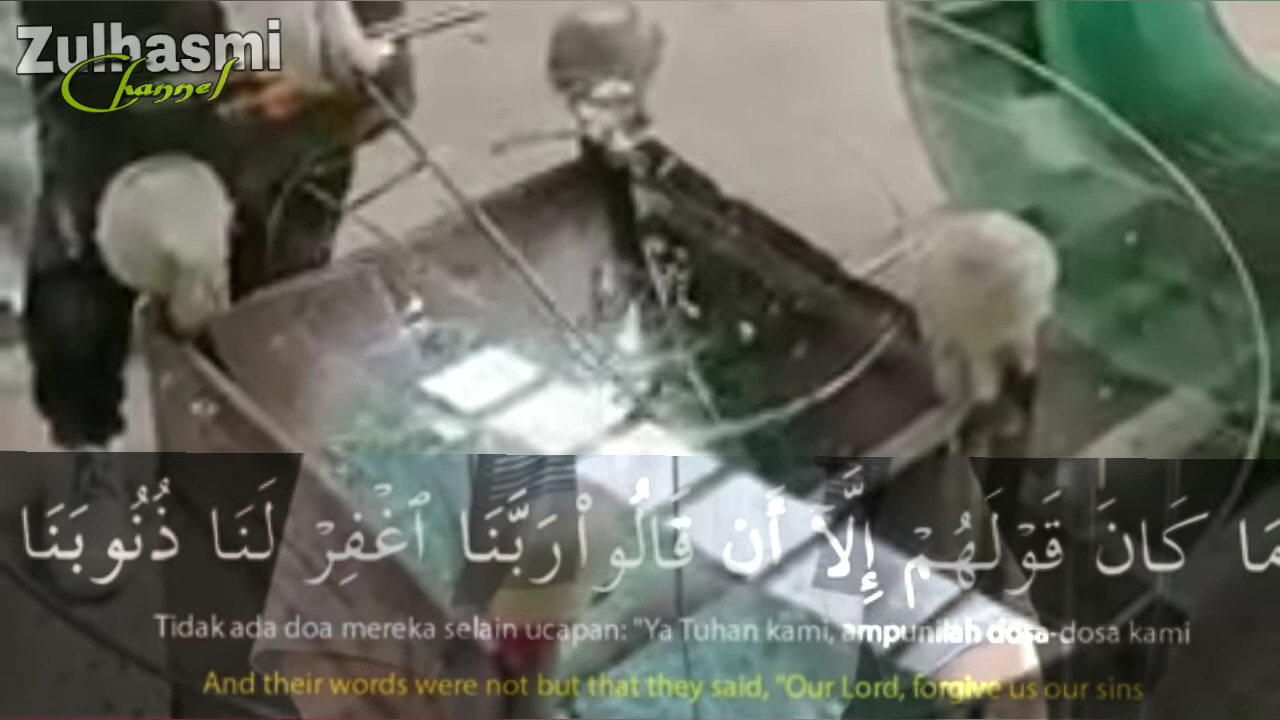 Zulhasmi
Channel
مَا كَانَ قَوْلَهُمْ إِلَّآ أَن قَالُوا۟ رَبَّنَا ٱغْفِرْ لَنَا ذُنُوبَنَا
Tidak ada doa mereka selain ucapan: "Ya Tuhan kami, ampunilah dosa-dosa kami
And their words were not but that they said, "Our Lord, forgive us our sins